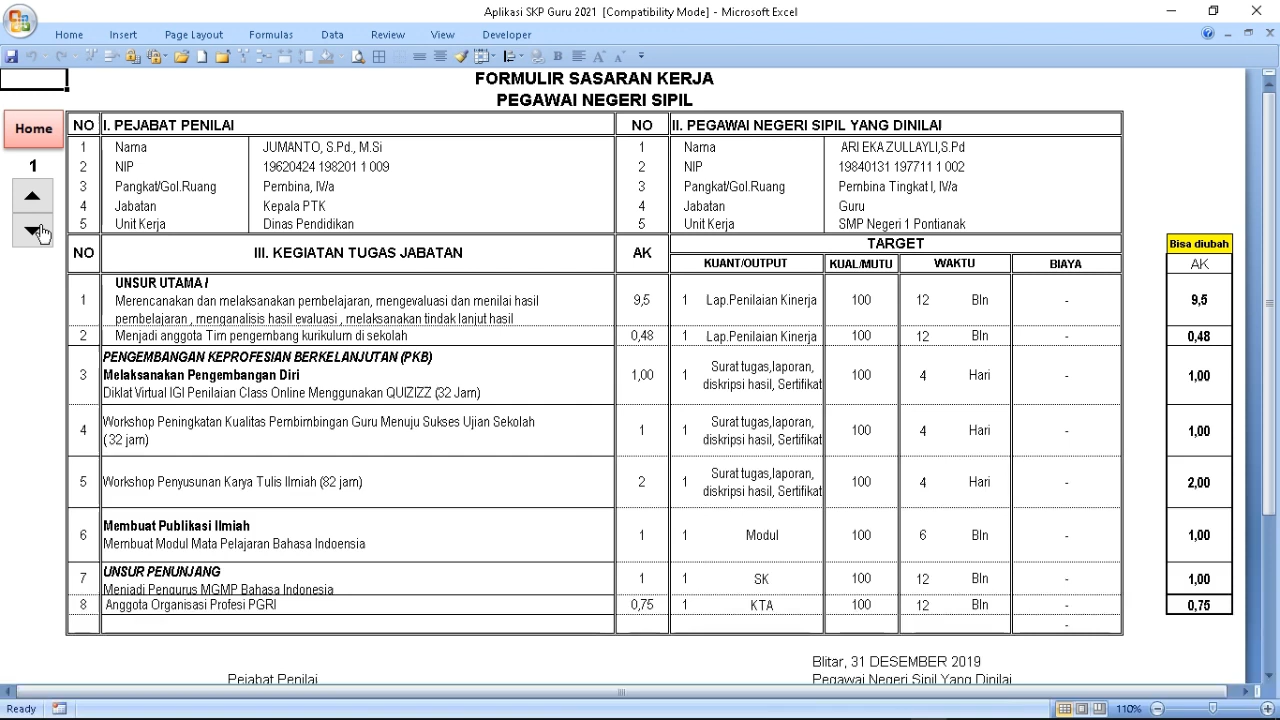 Aplikasi SKP Guru 2021 [Compatibility Mode] - Microsoft Excel
Home Insert Page Layout Formulas Data Review View Developer
FORMULIR SASARAN KERJA
PEGAWAI NEGERI SIPIL
Home
1
NO I. PEJABAT PENILAI NO II. PEGAWAI NEGERI SIPIL YANG DINILAI
1 Nama JUMANTO, S.Pd., M.Si 1 Nama ARI EKA ZULLAYLI,S.Pd
2 NIP 19620424 198201 1 009 2 NIP 19840131 197711 1 002
3 Pangkat/Gol.Ruang Pembina, IV/a 3 Pangkat/Gol.Ruang Pembina Tingkat I, IV/a
4 Jabatan Kepala PTK 4 Jabatan Guru
5 Unit Kerja Dinas Pendidikan 5 Unit Kerja SMP Negeri 1 Pontianak
NO III. KEGIATAN TUGAS JABATAN AK TARGET Bisa diubah
KUANT/OUTPUT KUAL/MUTU WAKTU BIAYA AK
UNSUR UTAMA /
1 Merencanakan dan melaksanakan pembelajaran, mengevaluasi dan menilai hasil 9,5 1 Lap.Penilaian Kinerja 100 12 Bln - 9,5
pembelajaran , menganalisis hasil evaluasi , melaksanakan tindak lanjut hasil
2 Menjadi anggota Tim pengembang kurikulum di sekolah 0,48 1 Lap.Penilaian Kinerja 100 12 Bln - 0,48
PENGEMBANGAN KEPROFESIAN BERKELANJUTAN (PKB)
3 Melaksanakan Pengembangan Diri 1,00 1 Surat tugas,laporan, diskripsi hasil, Sertifikat 100 4 Hari - 1,00
Diklat Virtual IGI Penilaian Class Online Menggunakan QUIZIZZ (32 Jam)
4 Workshop Peningkatan Kualitas Pembimbingan Guru Menuju Sukses Ujian Sekolah 1 1 Surat tugas,laporan, diskripsi hasil, Sertifikat 100 4 Hari - 1,00
( 32 jam)
5 Workshop Penyusunan Karya Tulis Ilmiah (82 jam) 2 1 Surat tugas,laporan, diskripsi hasil, Sertifikat 100 4 Hari - 2,00
Membuat Publikasi Ilmiah
6 Membuat Modul Mata Pelajaran Bahasa Indoensia 1 1 Modul 100 6 Bln - 1,00
UNSUR PENUNJANG
7 Menjadi Pengurus MGMP Bahasa Indonesia 1 1 SK 100 12 Bln - 1,00
8 Anggota Organisasi Profesi PGRI 0,75 1 KTA 100 12 Bln - 0,75
-
Blitar, 31 DESEMBER 2019
Pejabat Penilai Pegawai Negeri Sipil Yang Dinilai
Ready 110%